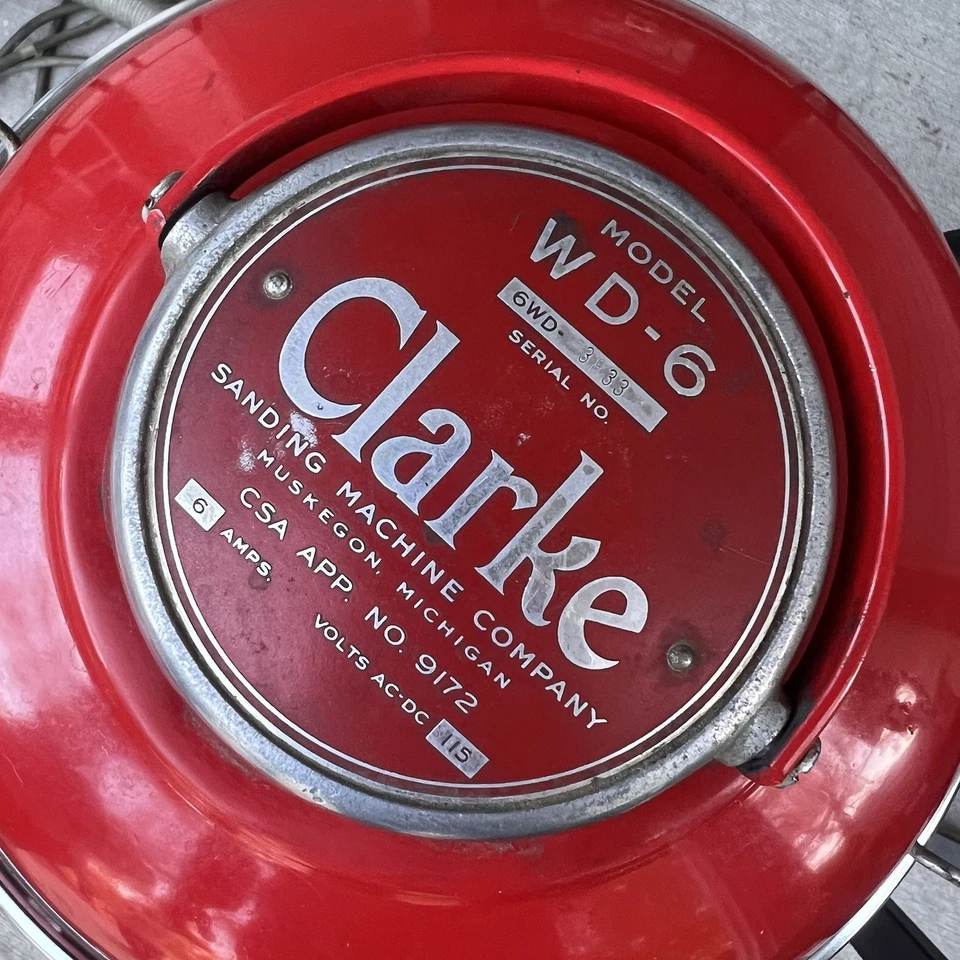 MODEL
WD-6
6WD- 3-33
SERIAL NO.
Clarke
SANDING MACHINE COMPANY
MUSKEGON, MICHIGAN
CSA APP. NO. 9172
6 AMPS.
VOLTS AC-DC 115